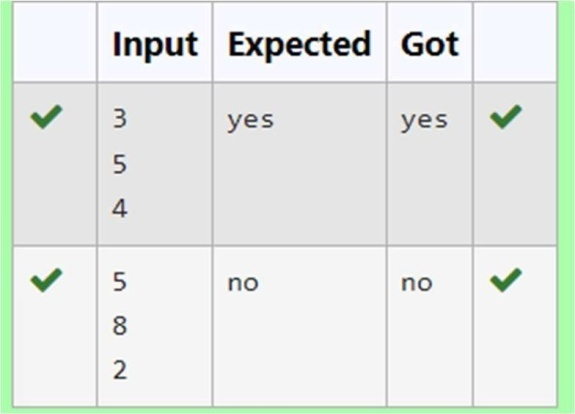 Input Expected Got
3 yes yes
5
4
5 no no
8
2